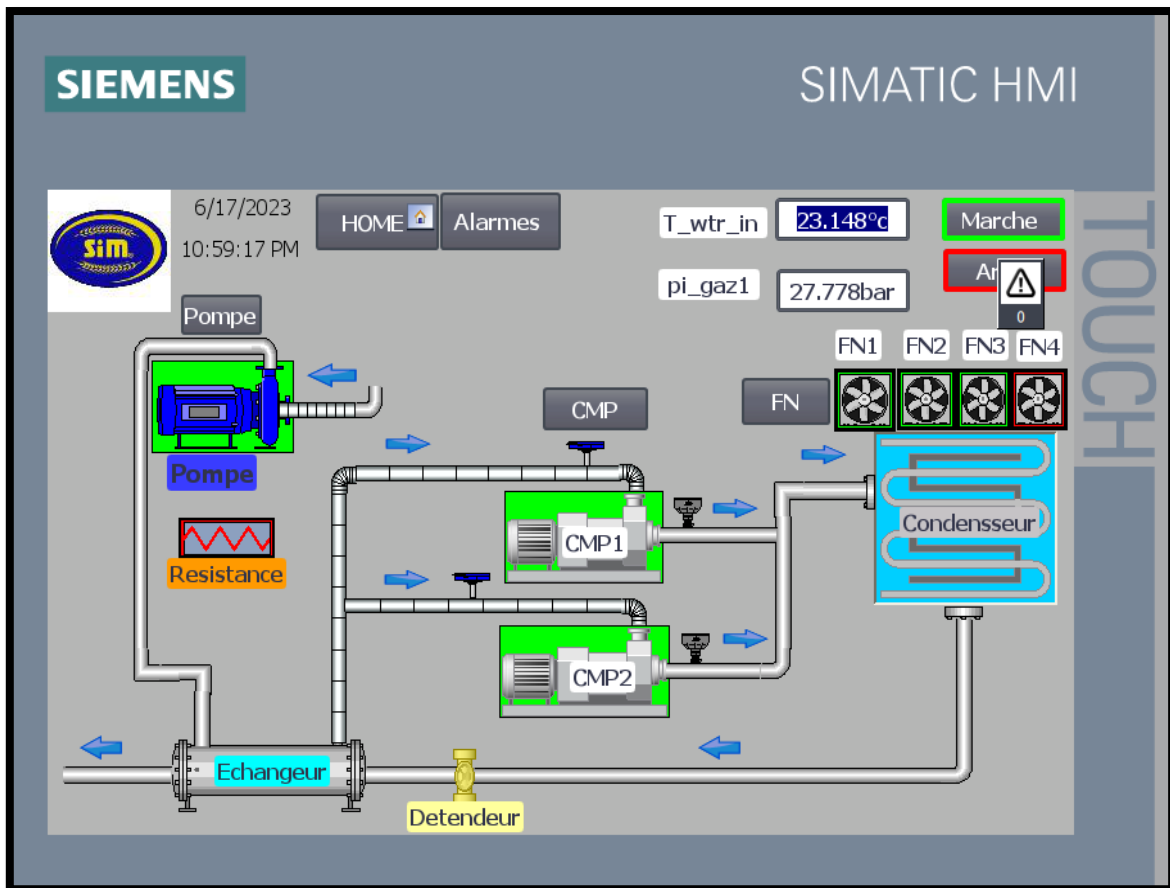 SIEMENS
SIMATIC HMI
TOUCH
SiM
6/17/2023
10:59:17 PM
HOME
Alarmes
T_wtr_in
23.148°c
Marche
pi_gaz1
27.778bar
0
Pompe
FN1 FN2 FN3 FN4
CMP
FN
Pompe
CMP1
Condensseur
Resistance
CMP2
Echangeur
Detendeur